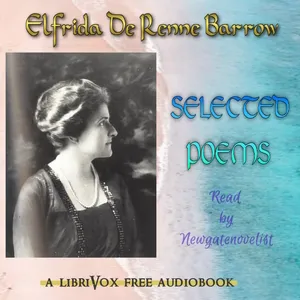 Elfrida De Renne Barrow
SELECTED
POEMS
Read
by
Newgatenovelist
A LIBRIVOX FREE AUDIOBOOK